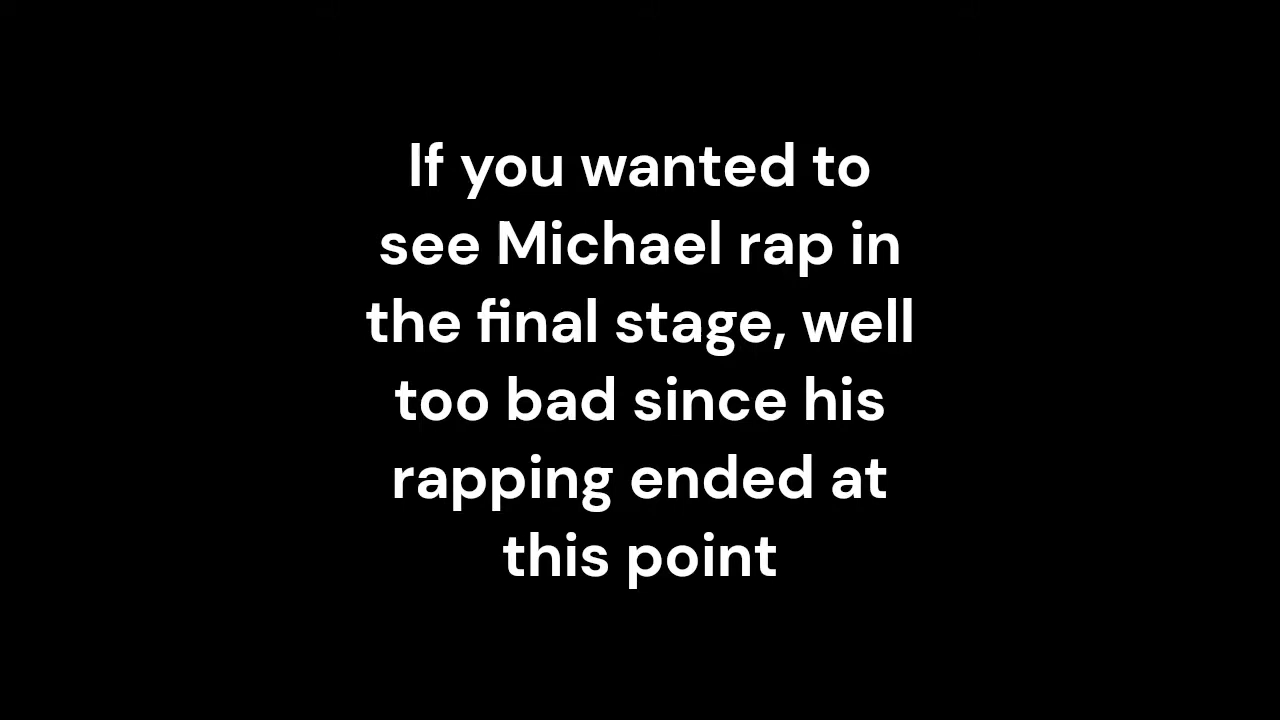 If you wanted to
see Michael rap in
the final stage, well
too bad since his
rapping ended at
this point